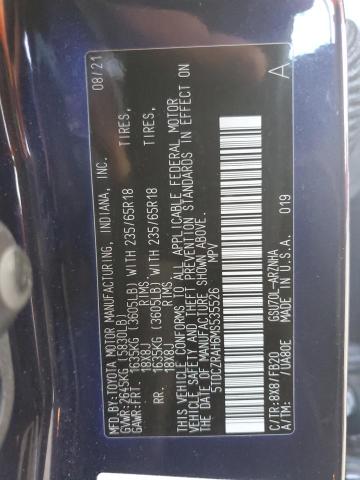 MFD.BY:TOYOTA MOTOR MANUFACTURING, INDIANA, INC. 08/21
GVWR:2645KG (5830LB)
GAWR:FRT. 1635KG (3605LB) WITH 235/65R18 TIRES,
18X8J RIMS
RR. 1635KG (3605LB) WITH 235/65R18 TIRES,
18X8J RIMS
THIS VEHICLE CONFORMS TO ALL APPLICABLE FEDERAL MOTOR
VEHICLE SAFETY AND THEFT PREVENTION STANDARDS IN EFFECT ON
THE DATE OF MANUFACTURE SHOWN ABOVE.
5TDCZRAH6MS535526 MPV
C/TR:8X8/FB20 GSU70L-ARZNHA A
A/TM: /UA80E MADE IN U.S.A. 019